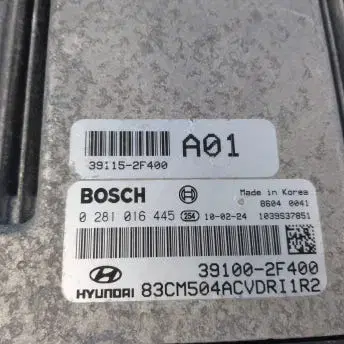 A01
39115-2F400
BOSCH
Made in Korea
8604 0041
0 281 016 445 254 10-02-24 1039S37851
39100-2F400
HYUNDAI 83CM504ACVDRI1R2